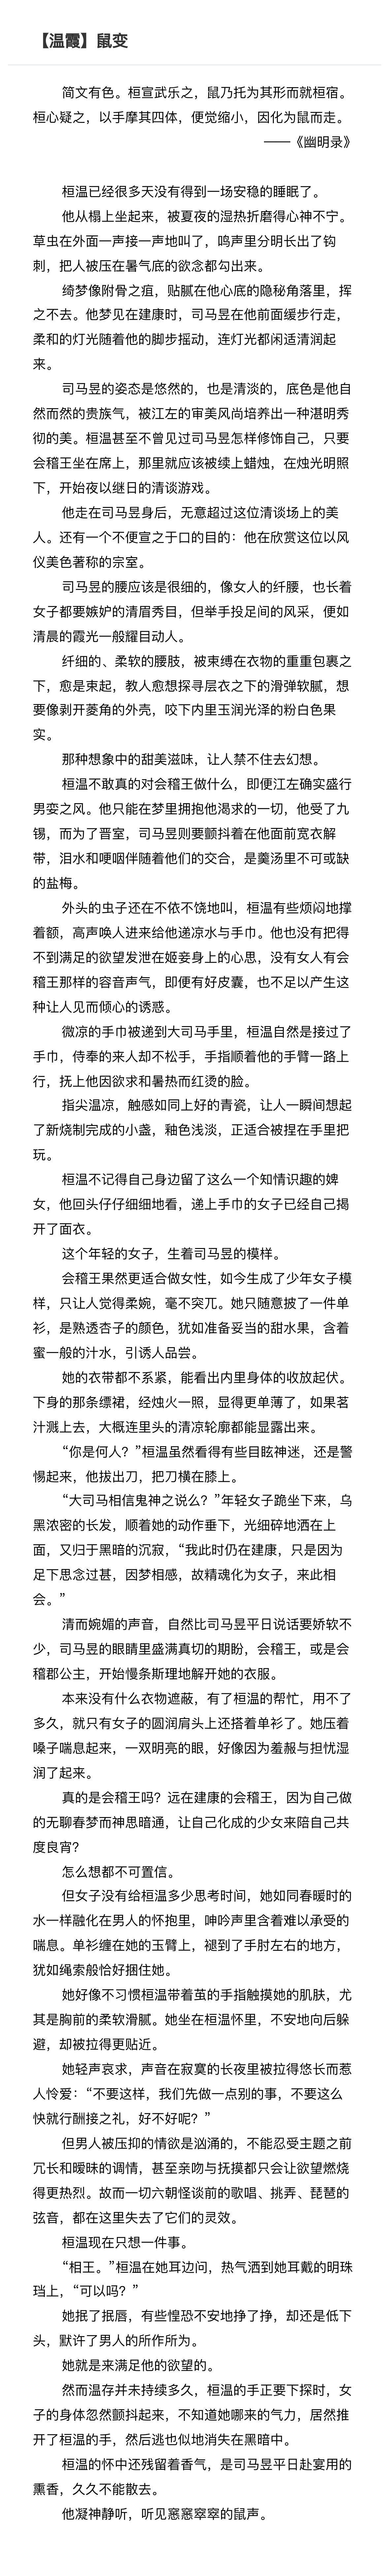 【温霞】鼠变
简文有色。桓宣武乐之，鼠乃托为其形而就桓宿。
桓心疑之，以手摩其四体，便觉缩小，因化为鼠而走。
——《幽明录》
桓温已经很多天没有得到一场安稳的睡眠了。
他从榻上坐起来，被夏夜的湿热折磨得心神不宁。
草虫在外面一声接一声地叫了，鸣声里分明长出了钩
刺，把人被压在暑气底的欲念都勾出来。
绮梦像附骨之疽，贴腻在他心底的隐秘角落里，挥
之不去。他梦见在建康时，司马昱在他前面缓步行走，
柔和的灯光随着他的脚步摇动，连灯光都闲适清润起
来。
司马昱的姿态是悠然的，也是清淡的，底色是他自
然而然的贵族气，被江左的审美风尚培养出一种湛明秀
彻的美。桓温甚至不曾见过司马昱怎样修饰自己，只要
会稽王坐在席上，那里就应该被续上蜡烛，在烛光明照
下，开始夜以继日的清谈游戏。
他走在司马昱身后，无意超过这位清谈场上的美
人。还有一个不便宣之于口的目的：他在欣赏这位以风
仪美色著称的宗室。
司马昱的腰应该是很细的，像女人的纤腰，也长着
女子都要嫉妒的清眉秀目，但举手投足间的风采，便如
清晨的霞光一般耀目动人。
纤细的、柔软的腰肢，被束缚在衣物的重重包裹之
下，愈是束起，教人愈想探寻层衣之下的滑弹软腻，想
要像剥开菱角的外壳，咬下内里玉润光泽的粉白色果
实。
那种想象中的甜美滋味，让人禁不住去幻想。
桓温不敢真的对会稽王做什么，即便江左确实盛行
男娈之风。他只能在梦里拥抱他渴求的一切，他受了九
锡，而为了晋室，司马昱则要颤抖着在他面前宽衣解
带，泪水和哽咽伴随着他们的交合，是羹汤里不可或缺
的盐梅。
外头的虫子还在不依不饶地叫，桓温有些烦闷地撑
着额，高声唤人进来给他递凉水与手巾。他也没有把得
不到满足的欲望发泄在姬妾身上的心思，没有女人有会
稽王那样的容音声气，即便有好皮囊，也不足以产生这
种让人见而倾心的诱惑。
微凉的手巾被递到大司马手里，桓温自然是接过了
手巾，侍奉的来人却不松手，手指顺着他的手臂一路上
行，抚上他因欲求和暑热而红烫的脸。
指尖温凉，触感如同上好的青瓷，让人一瞬间想起
了新烧制完成的小盏，釉色浅淡，正适合被捏在手里把
玩。
桓温不记得自己身边留了这么一个知情识趣的婢
女，他回头仔仔细细地看，递上手巾的女子已经自己揭
开了面衣。
这个年轻的女子，生着司马昱的模样。
会稽王果然更适合做女性，如今生成了少年女子模
样，只让人觉得柔婉，毫不突兀。她只随意披了一件单
衫，是熟透杏子的颜色，犹如准备妥当的甜水果，含着
蜜一般的汁水，引诱人品尝。
她的衣带都不系紧，能看出内里身体的收放起伏。
下身的那条缥裙，经烛火一照，显得更单薄了，如果茗
汁溅上去，大概连里头的清凉轮廓都能显露出来。
“你是何人？”桓温虽然看得有些目眩神迷，还是警
惕起来，他拔出刀，把刀横在膝上。
“大司马相信鬼神之说么？”年轻女子跪坐下来，乌
黑浓密的长发，顺着她的动作垂下，光细碎地洒在上
面，又归于黑暗的沉寂，“我此时仍在建康，只是因为
足下思念过甚，因梦相感，故精魂化为女子，来此相
会。”
清而婉媚的声音，自然比司马昱平日说话要娇软不
少，司马昱的眼睛里盛满真切的期盼，会稽王，或是会
稽郡公主，开始慢条斯理地解开她的衣服。
本来没有什么衣物遮蔽，有了桓温的帮忙，用不了
多久，就只有女子的圆润肩头上还搭着单衫了。她压着
嗓子喘息起来，一双明亮的眼，好像因为羞赧与担忧湿
润了起来。
真的是会稽王吗？远在建康的会稽王，因为自己做
的无聊春梦而神思暗通，让自己化成的少女来陪自己共
度良宵？
怎么想都不可置信。
但女子没有给桓温多少思考时间，她如同春暖时的
水一样融化在男人的怀抱里，呻吟声里含着难以承受的
喘息。单衫缠在她的玉臂上，褪到了手肘左右的地方，
犹如绳索般恰好捆住她。
她好像不习惯桓温带着茧的手指触摸她的肌肤，尤
其是胸前的柔软滑腻。她坐在桓温怀里，不安地向后躲
避，却被拉得更贴近。
她轻声哀求，声音在寂寞的长夜里被拉得悠长而惹
人怜爱：“不要这样，我们先做一点别的事，不要这么
快就行酬接之礼，好不好呢？”
但男人被压抑的情欲是汹涌的，不能忍受主题之前
冗长和暧昧的调情，甚至亲吻与抚摸都只会让欲望燃烧
得更热烈。故而一切六朝怪谈前的歌唱、挑弄、琵琶的
弦音，都在这里失去了它们的灵效。
桓温现在只想一件事。
“相王。”桓温在她耳边问，热气洒到她耳戴的明珠
珰上，“可以吗？”
她抿了抿唇，有些惶恐不安地挣了挣，却还是低下
头，默许了男人的所作所为。
她就是来满足他的欲望的。
然而温存并未持续多久，桓温的手正要下探时，女
子的身体忽然颤抖起来，不知道她哪来的气力，居然推
开了桓温的手，然后逃也似地消失在黑暗中。
桓温的怀中还残留着香气，是司马昱平日赴宴用的
熏香，久久不能散去。
他凝神静听，听见窸窸窣窣的鼠声。